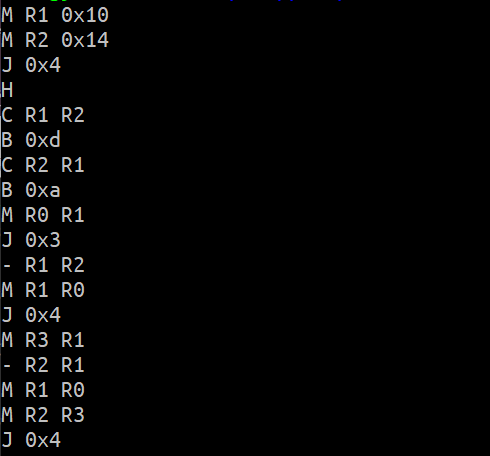 M R1 0x10
M R2 0x14
J 0x4
H
C R1 R2
B 0xd
C R2 R1
B 0xa
M R0 R1
J 0x3
- R1 R2
M R1 R0
J 0x4
M R3 R1
- R2 R1
M R1 R0
M R2 R3
J 0x4